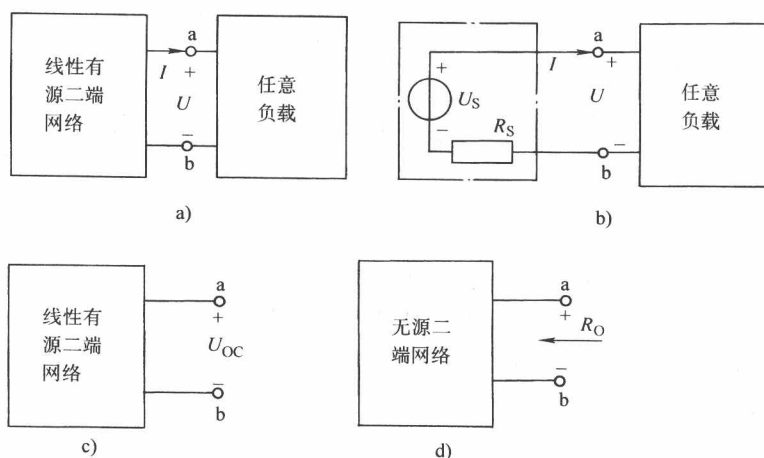 线性有
源二端
网络
I
a
+
U
−
b
任意
负载
a)
+
U_S
−
R_S
I
a
+
U
−
b
任意
负载
b)
线性有
源二端
网络
a
+
U_OC
−
b
c)
无源二
端网络
a
+
R_O
−
b
d)